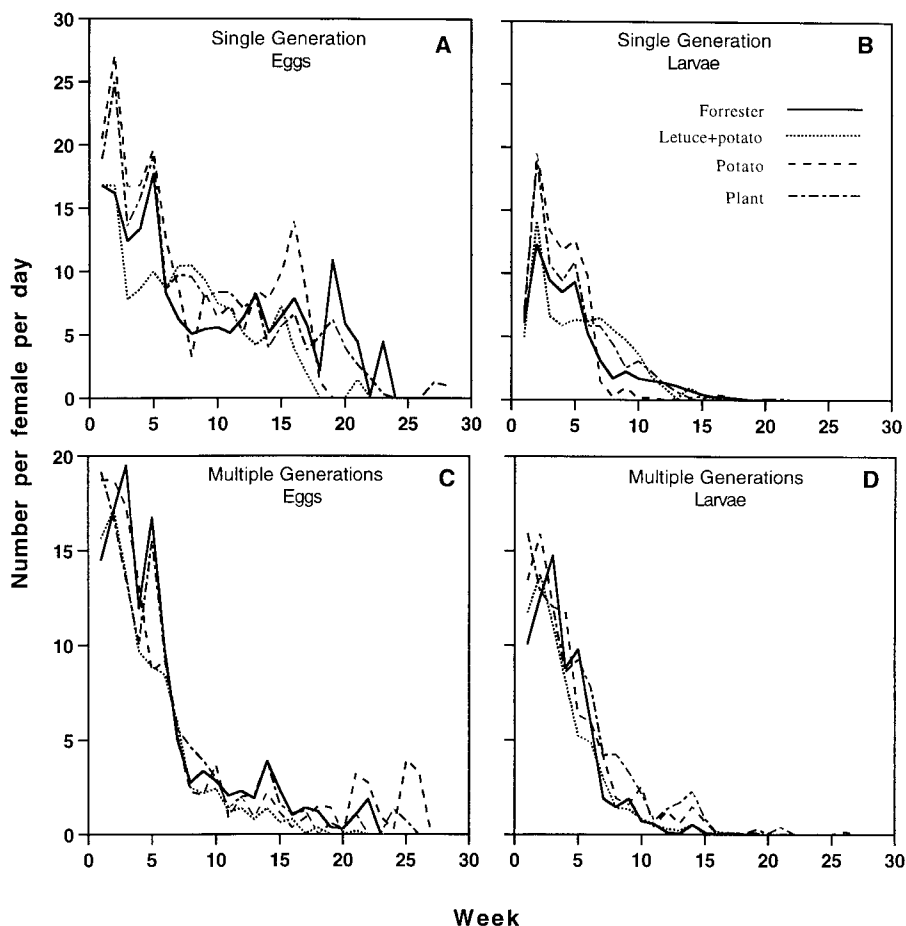 Number per female per day
Single Generation
Eggs
A
30
25
20
15
10
5
0
0 5 10 15 20 25 30
Single Generation
Larvae
B
Forrester
Letuce+potato
Potato
Plant
0 5 10 15 20 25 30
Multiple Generations
Eggs
C
20
15
10
5
0
0 5 10 15 20 25 30
Multiple Generations
Larvae
D
0 5 10 15 20 25 30
Week